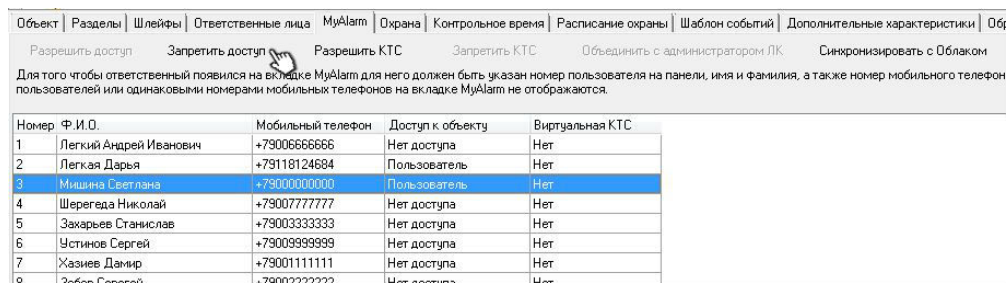 Объект Разделы Шлейфы Ответственные лица MyAlarm Охрана Контрольное время Расписание охраны Шаблон событий Дополнительные характеристики
Разрешить доступ Запретить доступ Разрешить КТС Запретить КТС Объединить с администратором ЛК Синхронизировать с Облаком
Для того чтобы ответственный появился на вкладке MyAlarm для него должен быть указан номер пользователя на панели, имя и фамилия, а также номер мобильного телефон
пользователей или одинаковыми номерами мобильных телефонов на вкладке MyAlarm не отображаются.
Номер Ф.И.О. Мобильный телефон Доступ к объекту Виртуальная КТС
1 Легкий Андрей Иванович +79006666666 Нет доступа Нет
2 Легкая Дарья +79118124684 Пользователь Нет
3 Мишина Светлана +79000000000 Пользователь Нет
4 Шерегеда Николай +79007777777 Нет доступа Нет
5 Захарьев Станислав +79003333333 Нет доступа Нет
6 Устинов Сергей +79009999999 Нет доступа Нет
7 Хазиев Дамир +79001111111 Нет доступа Нет
+79002222222 Нет доступа Нет